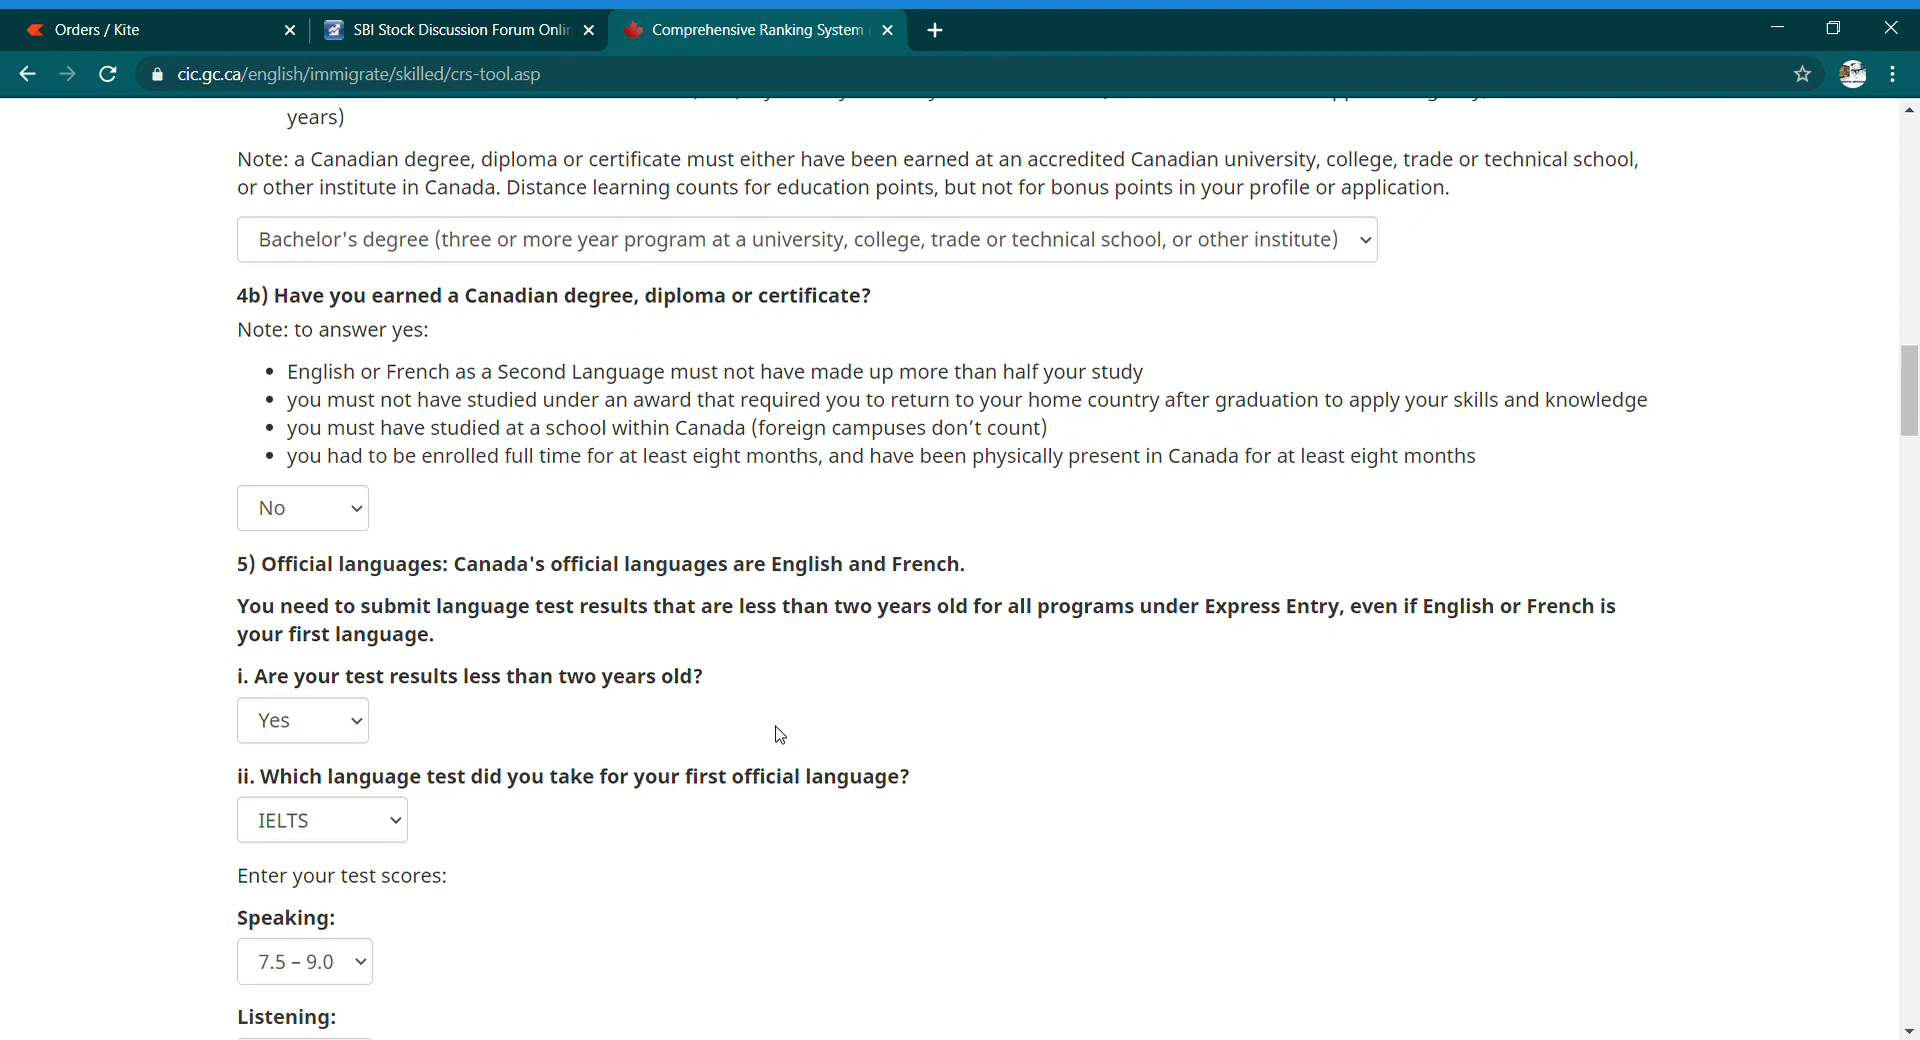 Orders / Kite
SBI Stock Discussion Forum Onlin
Comprehensive Ranking System
cic.gc.ca/english/immigrate/skilled/crs-tool.asp
years)
Note: a Canadian degree, diploma or certificate must either have been earned at an accredited Canadian university, college, trade or technical school,
or other institute in Canada. Distance learning counts for education points, but not for bonus points in your profile or application.
Bachelor's degree (three or more year program at a university, college, trade or technical school, or other institute)
4b) Have you earned a Canadian degree, diploma or certificate?
Note: to answer yes:
• English or French as a Second Language must not have made up more than half your study
• you must not have studied under an award that required you to return to your home country after graduation to apply your skills and knowledge
• you must have studied at a school within Canada (foreign campuses don’t count)
• you had to be enrolled full time for at least eight months, and have been physically present in Canada for at least eight months
No
5) Official languages: Canada's official languages are English and French.
You need to submit language test results that are less than two years old for all programs under Express Entry, even if English or French is
your first language.
i. Are your test results less than two years old?
Yes
ii. Which language test did you take for your first official language?
IELTS
Enter your test scores:
Speaking:
7.5 – 9.0
Listening: